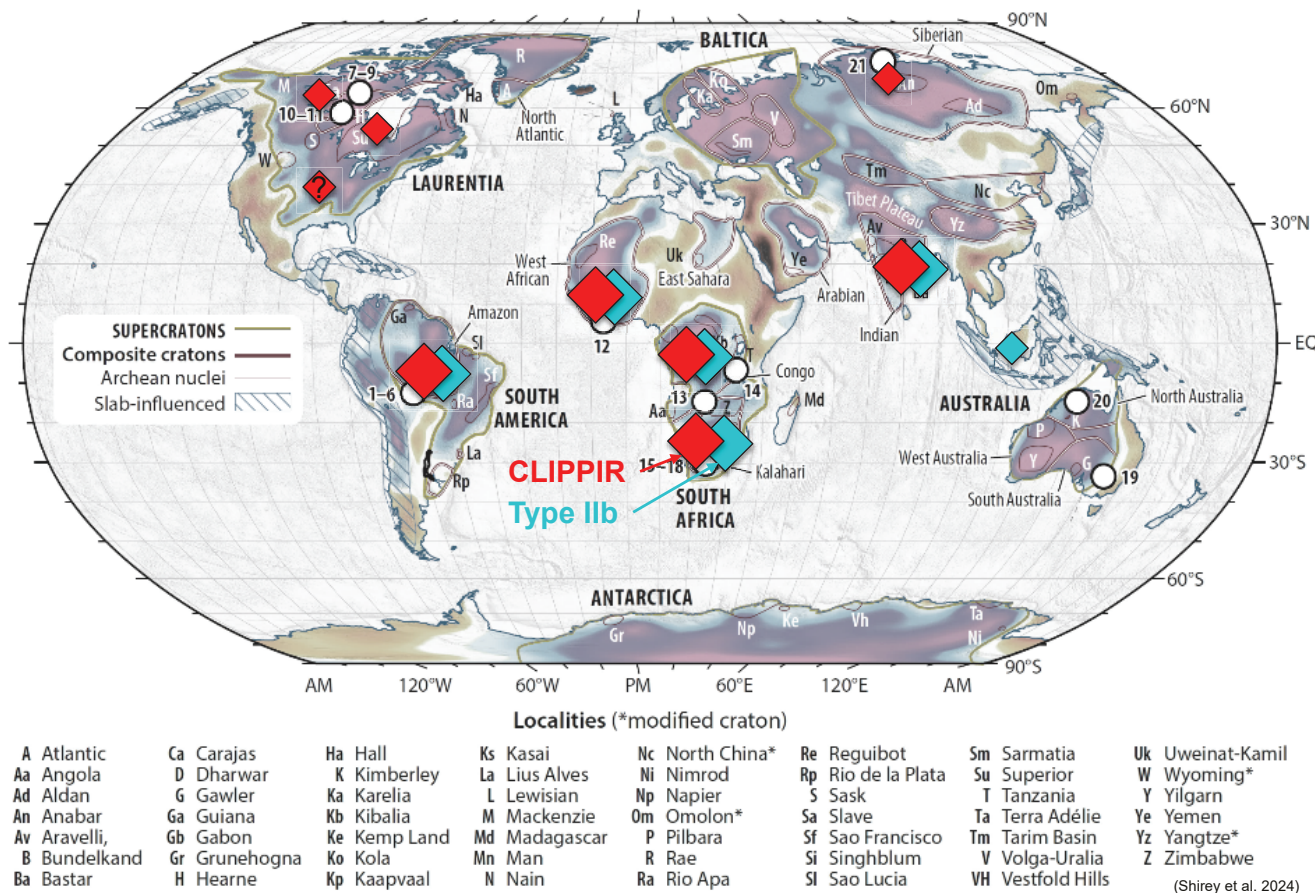 90°N
Siberian
BALTICA
R
21
7–9
M
a
Ko
An
Om
Ka
A
Ha
L
Ad
60°N
10–11
H
N
North
Atlantic
V
S
Su
Sm
W
Tm
LAURENTIA
Nc
?
Tibet Plateau
30°N
Re
Av
Yz
West
African
Uk
Ye
East Sahara
Arabian
Ga
Amazon
Indian
SUPERCRATONS
Composite cratons
Archean nuclei
Slab-influenced
12
b
T
EQ
Sl
Congo
Sf
1–6
Ra
14
SOUTH
AMERICA
13
Md
AUSTRALIA
20
North Australia
Aa
Z
P
K
La
CLIPPIR
15–18
Kalahari
West Australia
Y
G
30°S
Rp
19
SOUTH
AFRICA
South Australia
Type IIb
60°S
ANTARCTICA
Ke
Vh
Ta
Gr
Np
Ni
90°S
AM 120°W 60°W PM 60°E 120°E AM
Localities (*modified craton)
A Atlantic Ca Carajas Ha Hall Ks Kasai Nc North China* Re Reguibot Sm Sarmatia Uk Uweinat-Kamil
Aa Angola D Dharwar K Kimberley La Lius Alves Ni Nimrod Rp Rio de la Plata Su Superior W Wyoming*
Ad Aldan G Gawler Ka Karelia L Lewisian Np Napier S Sask T Tanzania Y Yilgarn
An Anabar Ga Guiana Kb Kibalia M Mackenzie Om Omolon* Sa Slave Ta Terra Adélie Ye Yemen
Av Aravelli, Gb Gabon Ke Kemp Land Md Madagascar P Pilbara Sf Sao Francisco Tm Tarim Basin Yz Yangtze*
B Bundelkand Gr Grunehogna Ko Kola Mn Man R Rae Si Singhblum V Volga-Uralia Z Zimbabwe
Ba Bastar H Hearne Kp Kaapvaal N Nain Ra Rio Apa Sl Sao Lucia VH Vestfold Hills
(Shirey et al. 2024)